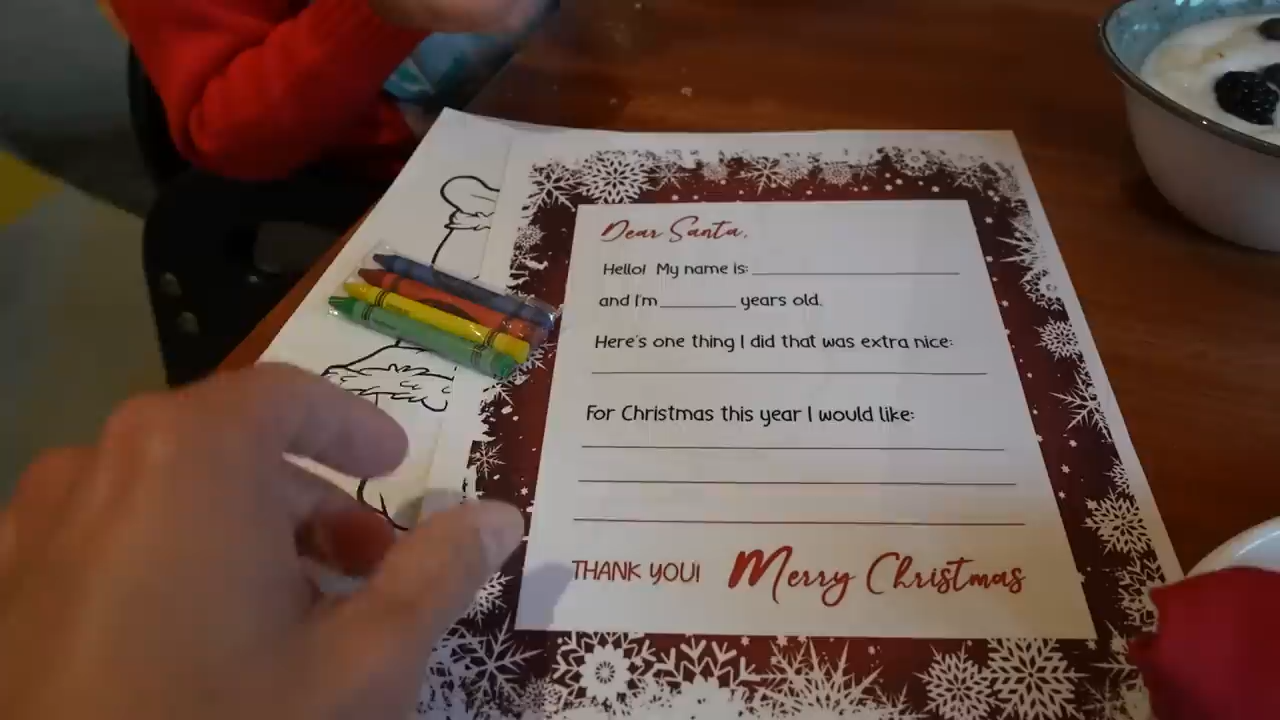 Dear Santa,
Hello! My name is:
and I'm years old.
Here's one thing I did that was extra nice:
For Christmas this year I would like:
THANK YOU! Merry Christmas